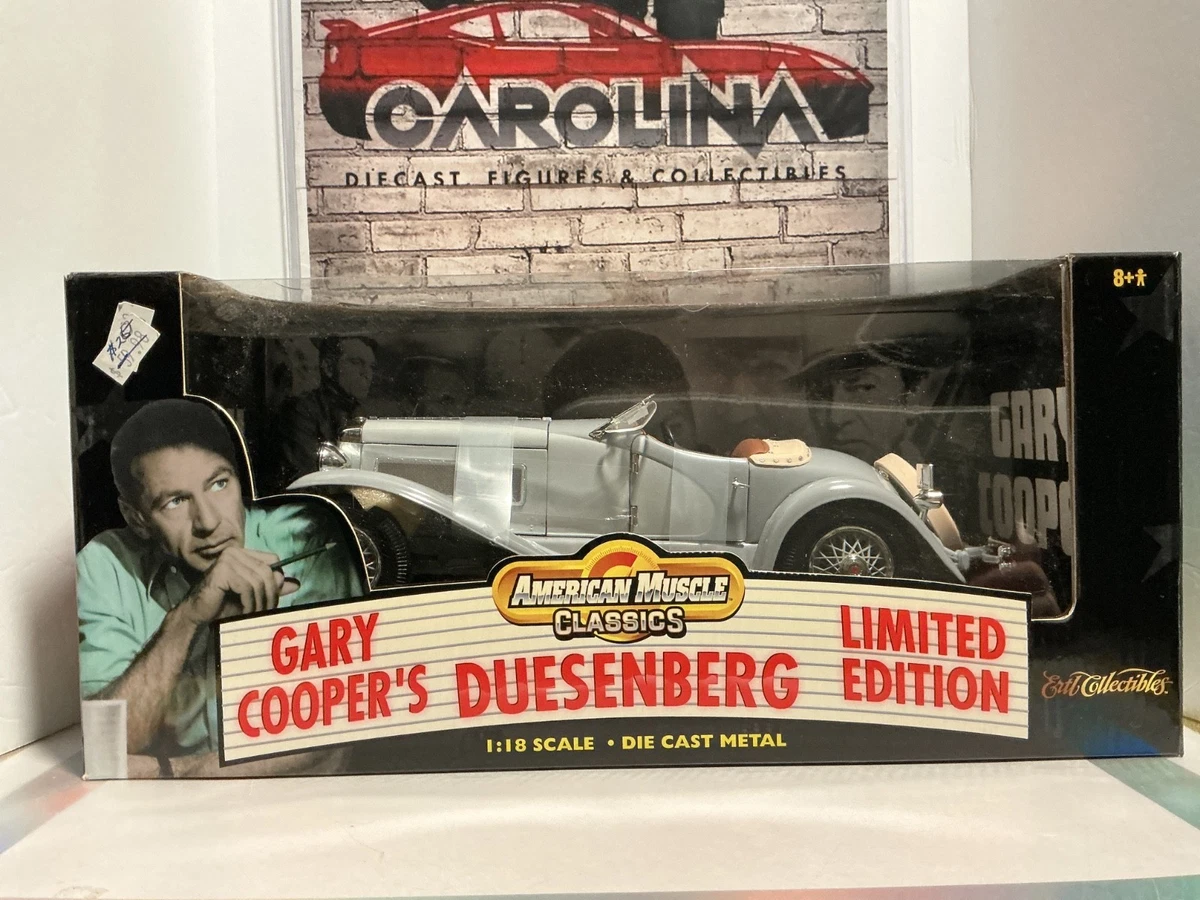 CAROLINA
DIECAST, FIGURES & COLLECTIBLES
8+
GARY
COOPE
AMERICAN MUSCLE
CLASSICS
GARY
COOPER'S
DUESENBERG
LIMITED
EDITION
Ertl Collectibles
1:18 SCALE • DIE CAST METAL